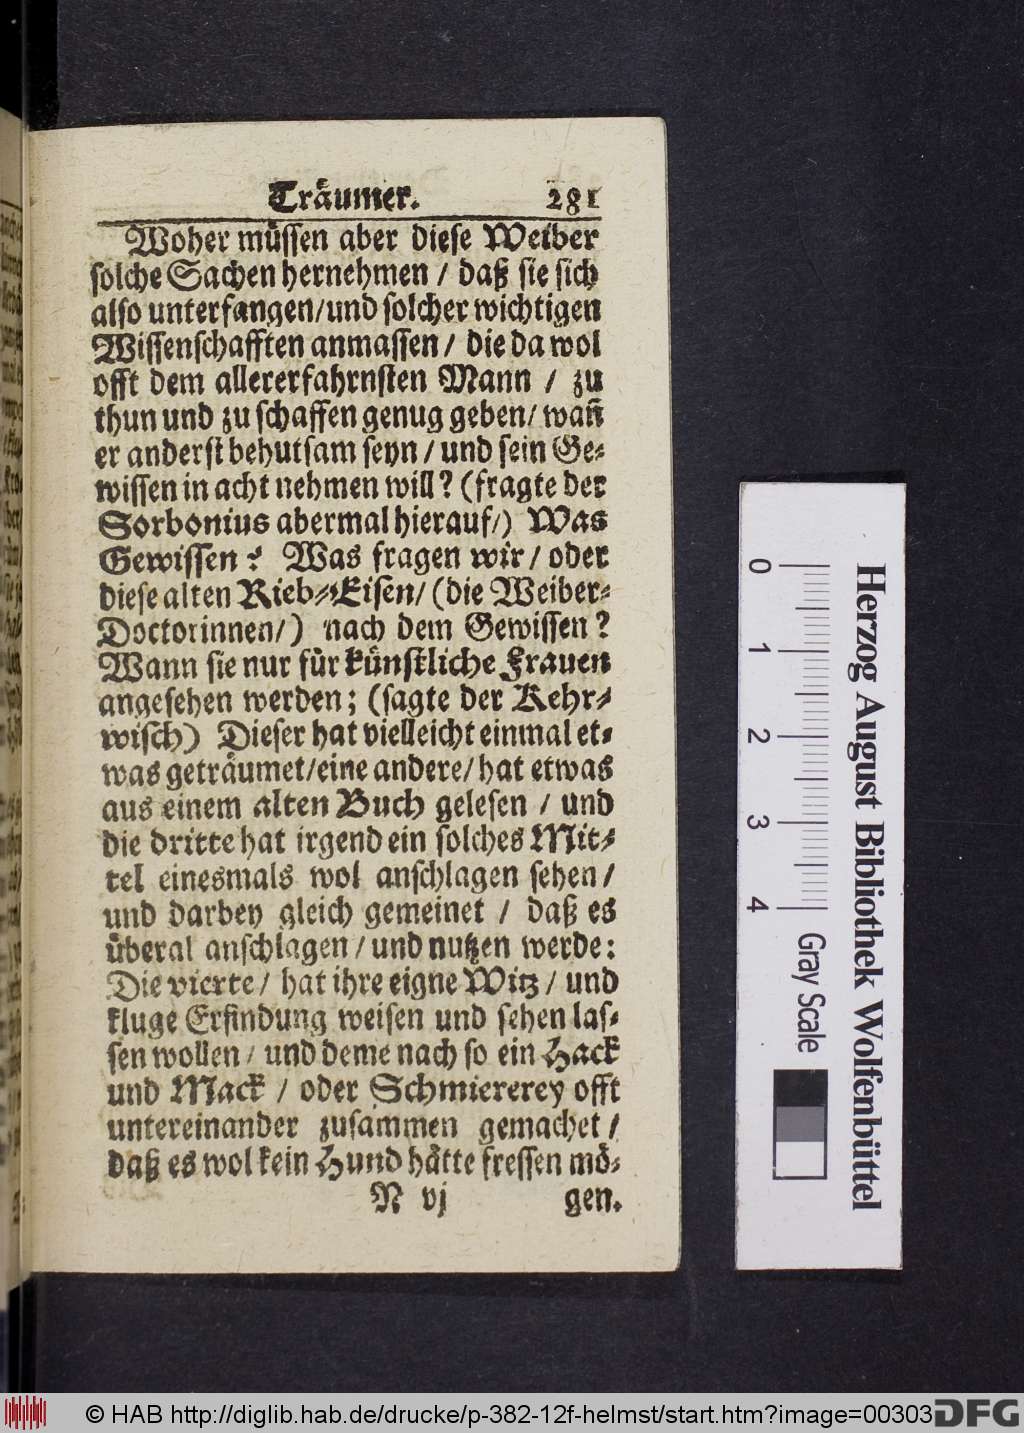 Träumer. 281
Woher müssen aber diese Weiber
solche Sachen hernehmen / daß sie sich
also unterfangen/und solcher wichtigen
Wissenschafften anmassen / die da wol
offt dem allererfahrnsten Mann / zu
thun und zu schaffen genug geben/ wañ
er anderst behutsam seyn / und sein Ge-
wissen in acht nehmen will? (fragte der
Sorbonius abermal hierauf/) Was
Gewissen? Was fragen wir / oder
diese alten Rieb-Eisen/ (die Weiber-
Doctorinnen/) nach dem Gewissen?
Wann sie nur für künstliche Frauen
angesehen werden; (sagte der Kehr-
wisch) Dieser hat vielleicht einmal et-
was geträumet/eine andere/ hat etwas
aus einem alten Buch gelesen / und
die dritte hat irgend ein solches Mit-
tel einesmals wol anschlagen sehen /
und darbey gleich gemeinet / daß es
überal anschlagen / und nutzen werde:
Die vierte / hat ihre eigne Witz / und
kluge Erfindung weisen und sehen las-
sen wollen / und deme nach so ein Hack
und Mack / oder Schmiererey offt
untereinander zusammen gemachet /
daß es wol kein Hund hätte fressen mö-
N vj gen.
0 1 2 3 4 Gray Scale
Herzog August Bibliothek Wolfenbüttel
© HAB http://diglib.hab.de/drucke/p-382-12f-helmst/start.htm?image=00303
DFG